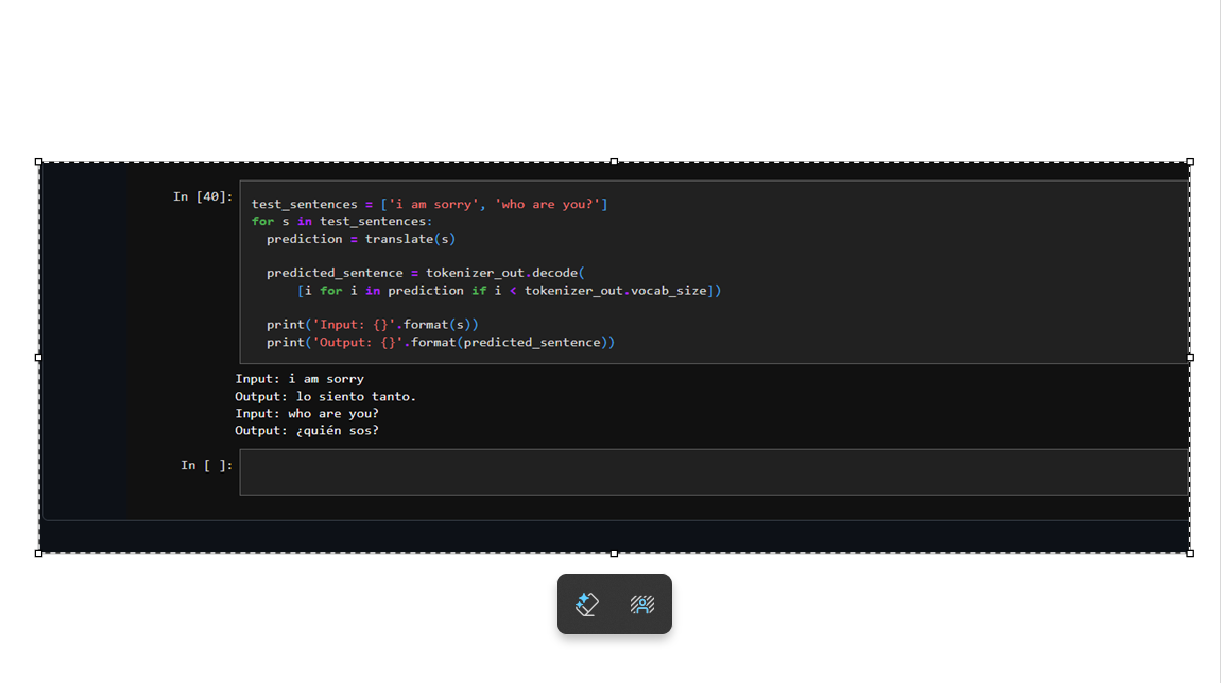 In [40]:
test_sentences = ['i am sorry', 'who are you?']
for s in test_sentences:
  prediction = translate(s)
  predicted_sentence = tokenizer_out.decode(
      [i for i in prediction if i < tokenizer_out.vocab_size])
  print('Input: {}'.format(s))
  print('Output: {}'.format(predicted_sentence))
Input: i am sorry
Output: lo siento tanto.
Input: who are you?
Output: ¿quién sos?
In [ ]: